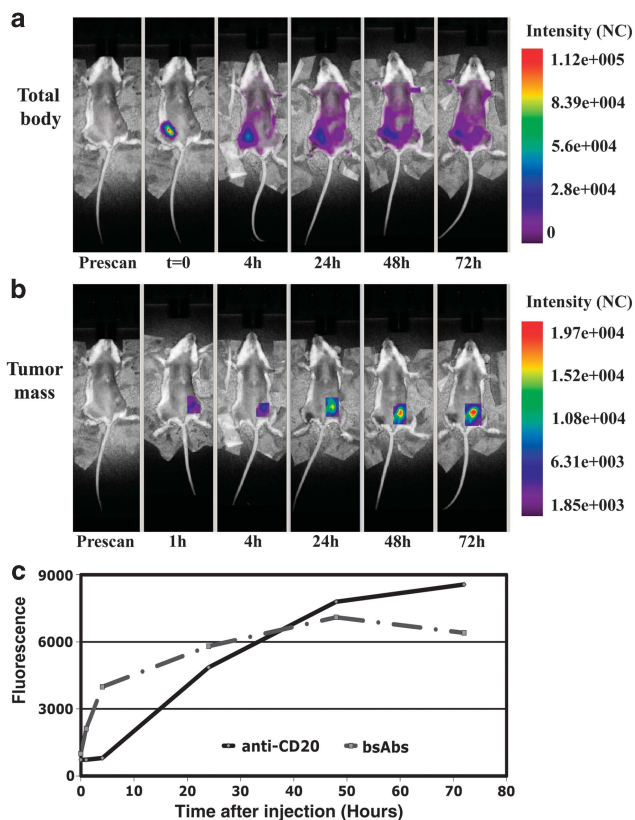 a
Total
body
Prescan
t=0
4h
24h
48h
72h
Intensity (NC)
1.12e+005
8.39e+004
5.6e+004
2.8e+004
0
b
Tumor
mass
Prescan
1h
4h
24h
48h
72h
Intensity (NC)
1.97e+004
1.52e+004
1.08e+004
6.31e+003
1.85e+003
c
Fluorescence
9000
6000
3000
0
anti-CD20
bsAbs
0 10 20 30 40 50 60 70 80
Time after injection (Hours)